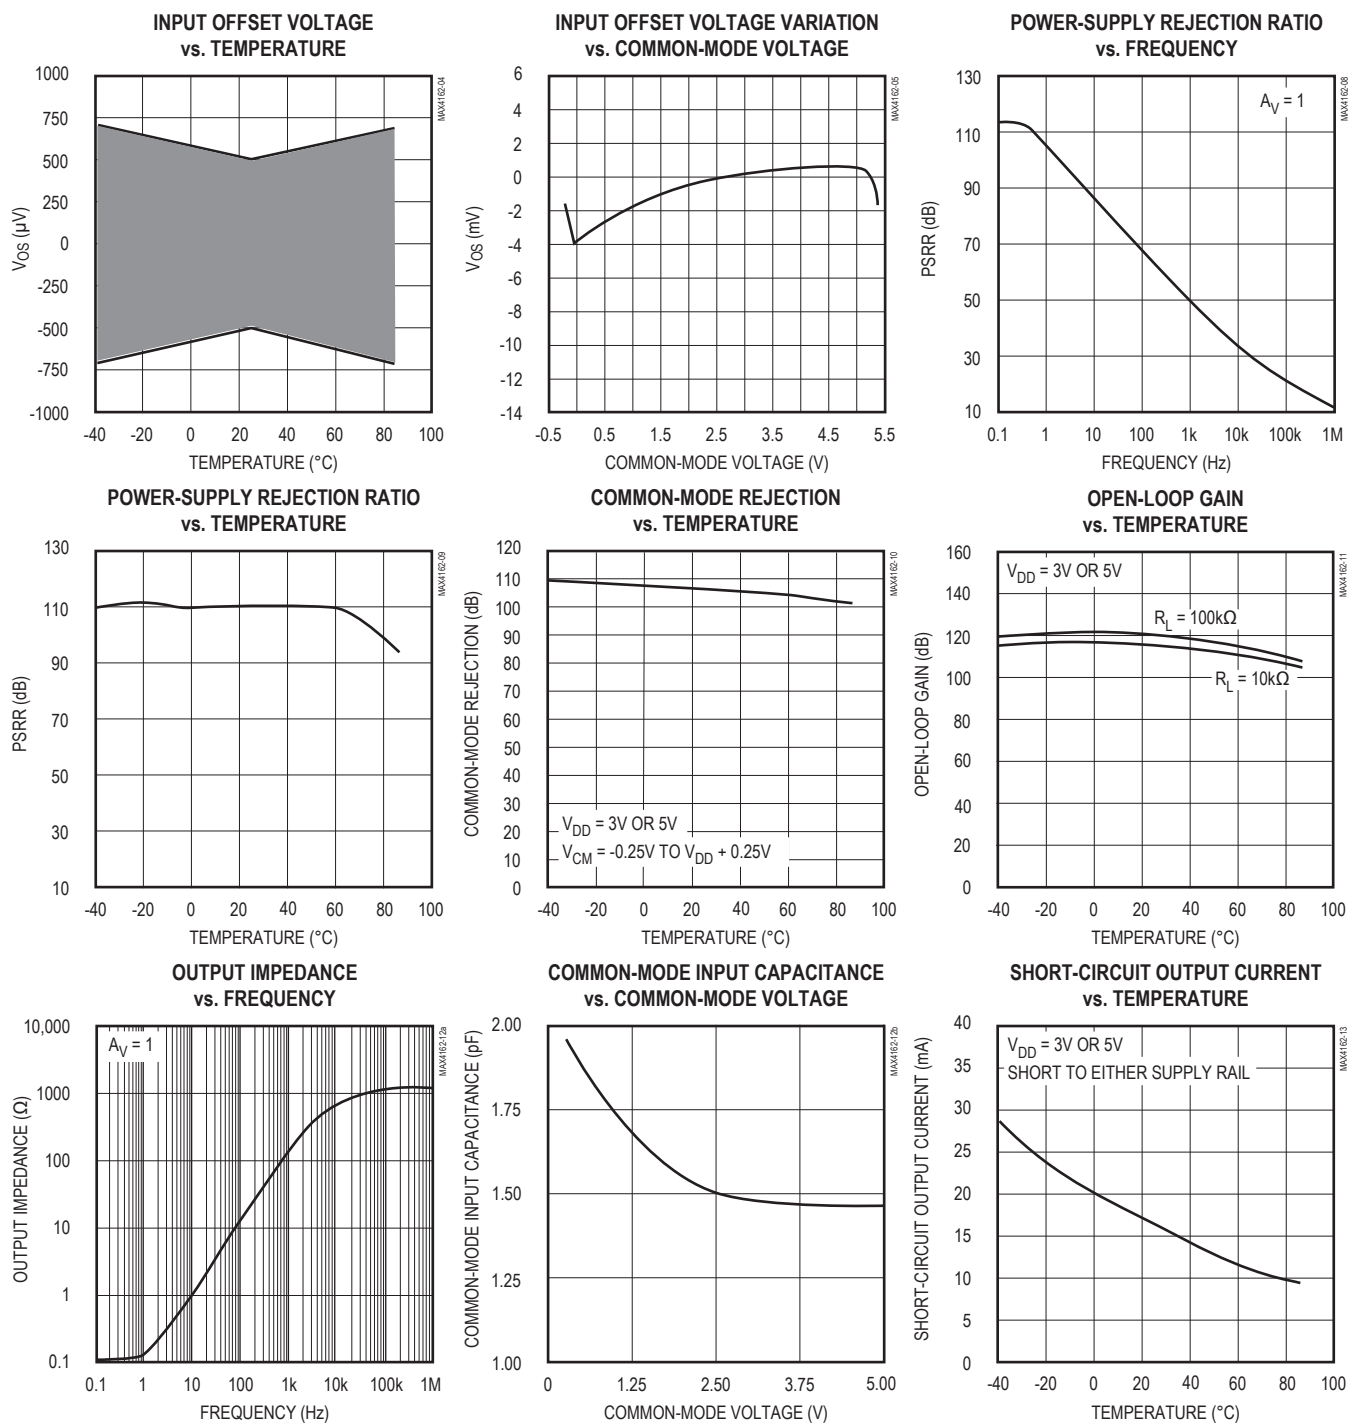 INPUT OFFSET VOLTAGE
vs. TEMPERATURE
1000
750
500
250
0
-250
-500
-750
-1000
VOS (µV)
MAX4162-04
-40 -20 0 20 40 60 80 100
TEMPERATURE (°C)
INPUT OFFSET VOLTAGE VARIATION
vs. COMMON-MODE VOLTAGE
6
4
2
0
-2
-4
-6
-8
-10
-12
-14
VOS (mV)
MAX4162-05
-0.5 0.5 1.5 2.5 3.5 4.5 5.5
COMMON-MODE VOLTAGE (V)
POWER-SUPPLY REJECTION RATIO
vs. FREQUENCY
130
110
90
70
50
30
10
PSRR (dB)
AV = 1
MAX4162-08
0.1 1 10 100 1k 10k 100k 1M
FREQUENCY (Hz)
POWER-SUPPLY REJECTION RATIO
vs. TEMPERATURE
130
110
90
70
50
30
10
PSRR (dB)
MAX4162-09
-40 -20 0 20 40 60 80 100
TEMPERATURE (°C)
COMMON-MODE REJECTION
vs. TEMPERATURE
120
110
100
90
80
70
60
50
40
30
20
10
0
COMMON-MODE REJECTION (dB)
VDD = 3V OR 5V
VCM = -0.25V TO VDD + 0.25V
MAX4162-10
-40 -20 0 20 40 60 80 100
TEMPERATURE (°C)
OPEN-LOOP GAIN
vs. TEMPERATURE
160
140
120
100
80
60
40
20
0
OPEN-LOOP GAIN (dB)
VDD = 3V OR 5V
RL = 100kΩ
RL = 10kΩ
MAX4162-11
-40 -20 0 20 40 60 80 100
TEMPERATURE (°C)
OUTPUT IMPEDANCE
vs. FREQUENCY
10,000
1000
100
10
1
0.1
OUTPUT IMPEDANCE (Ω)
AV = 1
MAX4162-12a
0.1 1 10 100 1k 10k 100k 1M
FREQUENCY (Hz)
COMMON-MODE INPUT CAPACITANCE
vs. COMMON-MODE VOLTAGE
2.00
1.75
1.50
1.25
1.00
COMMON-MODE INPUT CAPACITANCE (pF)
MAX4162-12b
0 1.25 2.50 3.75 5.00
COMMON-MODE VOLTAGE (V)
SHORT-CIRCUIT OUTPUT CURRENT
vs. TEMPERATURE
40
35
30
25
20
15
10
5
0
SHORT-CIRCUIT OUTPUT CURRENT (mA)
VDD = 3V OR 5V
SHORT TO EITHER SUPPLY RAIL
MAX4162-13
-40 -20 0 20 40 60 80 100
TEMPERATURE (°C)